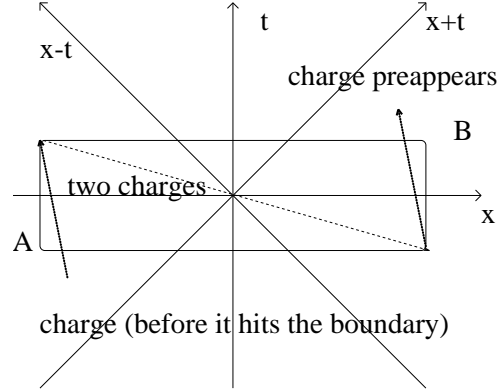 t
x+t
x-t
charge preappears
B
two charges
x
A
charge (before it hits the boundary)